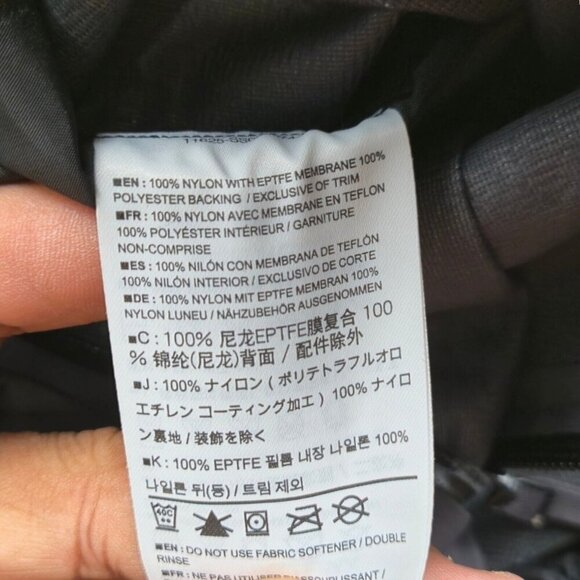 ■EN : 100% NYLON WITH EPTFE MEMBRANE 100%
POLYESTER BACKING / EXCLUSIVE OF TRIM
■FR : 100% NYLON AVEC MEMBRANE EN TEFLON
100% POLYÉSTER INTÉRIEUR / GARNITURE
NON-COMPRISE
■ES : 100% NILÓN CON MEMBRANA DE TEFLÓN
100% NILÓN INTERIOR / EXCLUSIVO DE CORTE
■DE : 100% NYLON MIT EPTFE MEMBRAN 100%
NYLON LUNEU / NÄHZUBEHÖR AUSGENOMMEN
■C : 100% 尼龙EPTFE膜复合 100
% 锦纶(尼龙)背面 / 配件除外
■J : 100% ナイロン ( ポリテトラフルオロ
エチレン コーティング加工 ) 100% ナイロ
ン裏地 / 装飾を除く
■K : 100% EPTFE 필름 내장 나일론 100%
나일론 뒤(등) / 트림 제외
40C
■EN : DO NOT USE FABRIC SOFTENER / DOUBLE
RINSE
■FR : NE PAS UTILISER